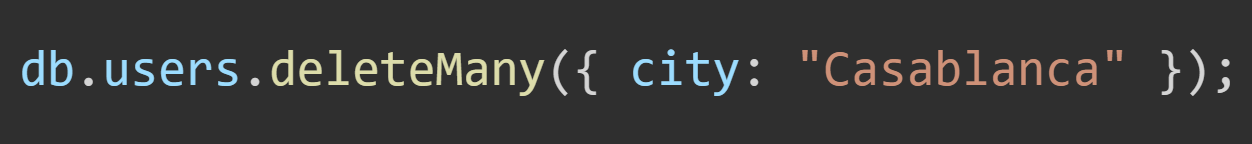 db.users.deleteMany({ city: "Casablanca" });